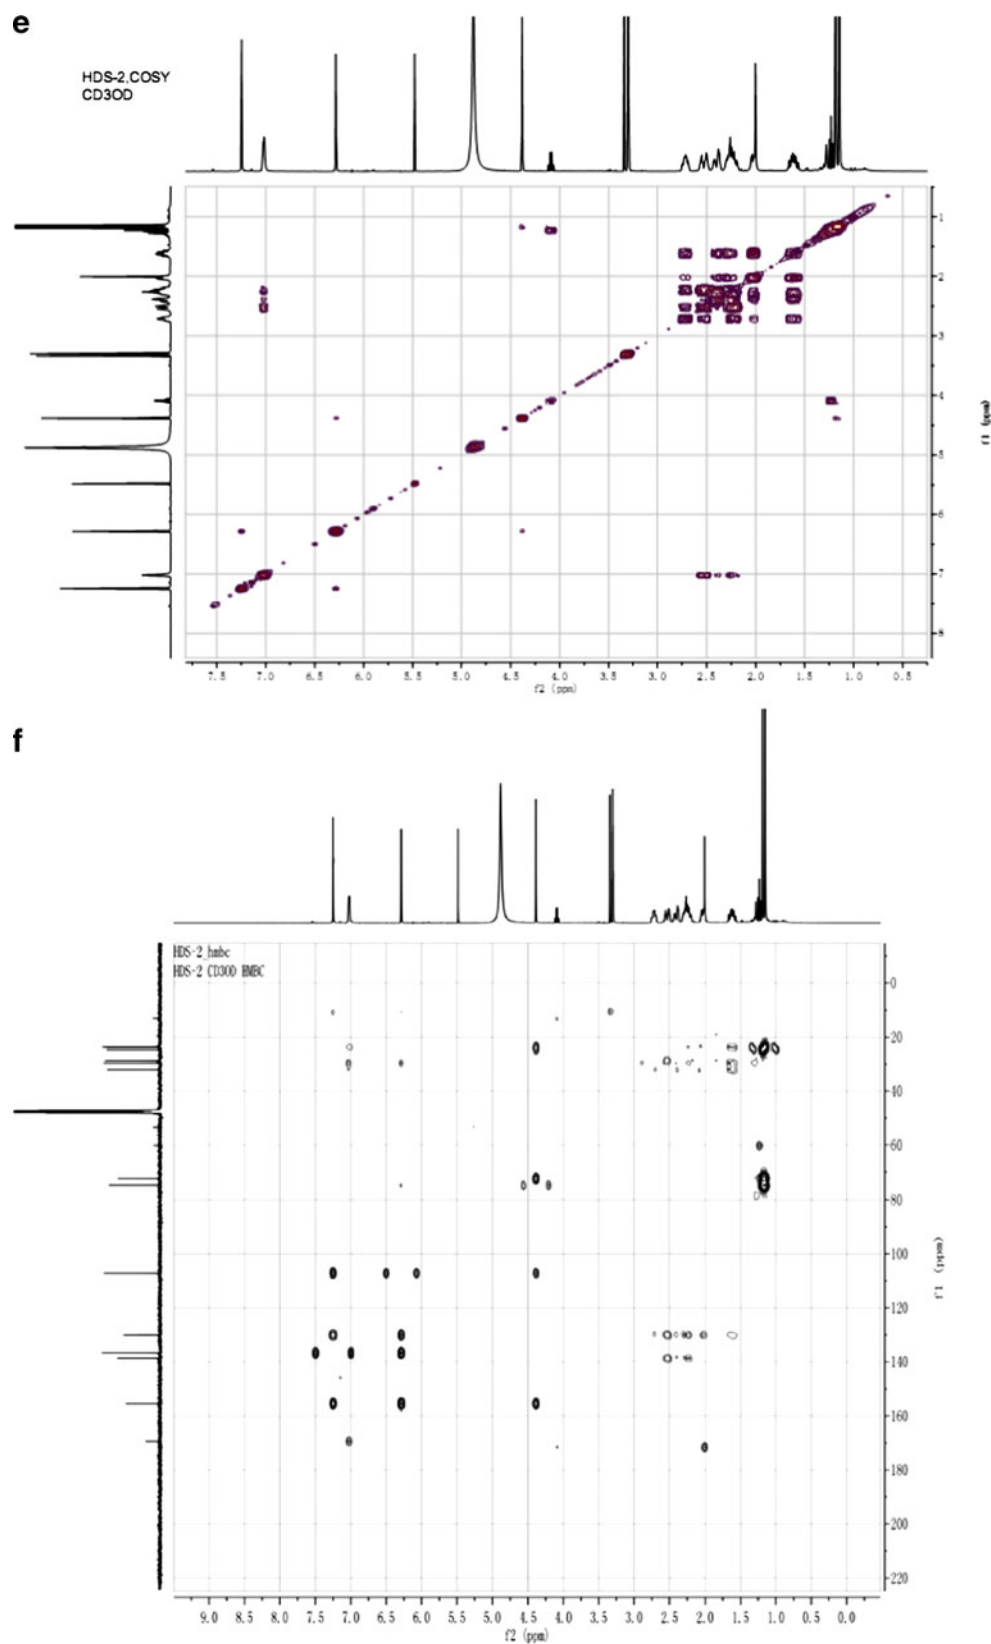 e
HDS-2.COSY
CD3OD
1
2
3
4
5
6
7
8
f1 (ppm)
7.5 7.0 6.5 6.0 5.5 5.0 4.5 4.0 3.5 3.0 2.5 2.0 1.5 1.0 0.5
f2 (ppm)
f
HDS-2_hmbc
HDS-2 CD3OD HMBC
0
20
40
60
80
100
120
140
160
180
200
220
f1 (ppm)
9.0 8.5 8.0 7.5 7.0 6.5 6.0 5.5 5.0 4.5 4.0 3.5 3.0 2.5 2.0 1.5 1.0 0.5 0.0
f2 (ppm)